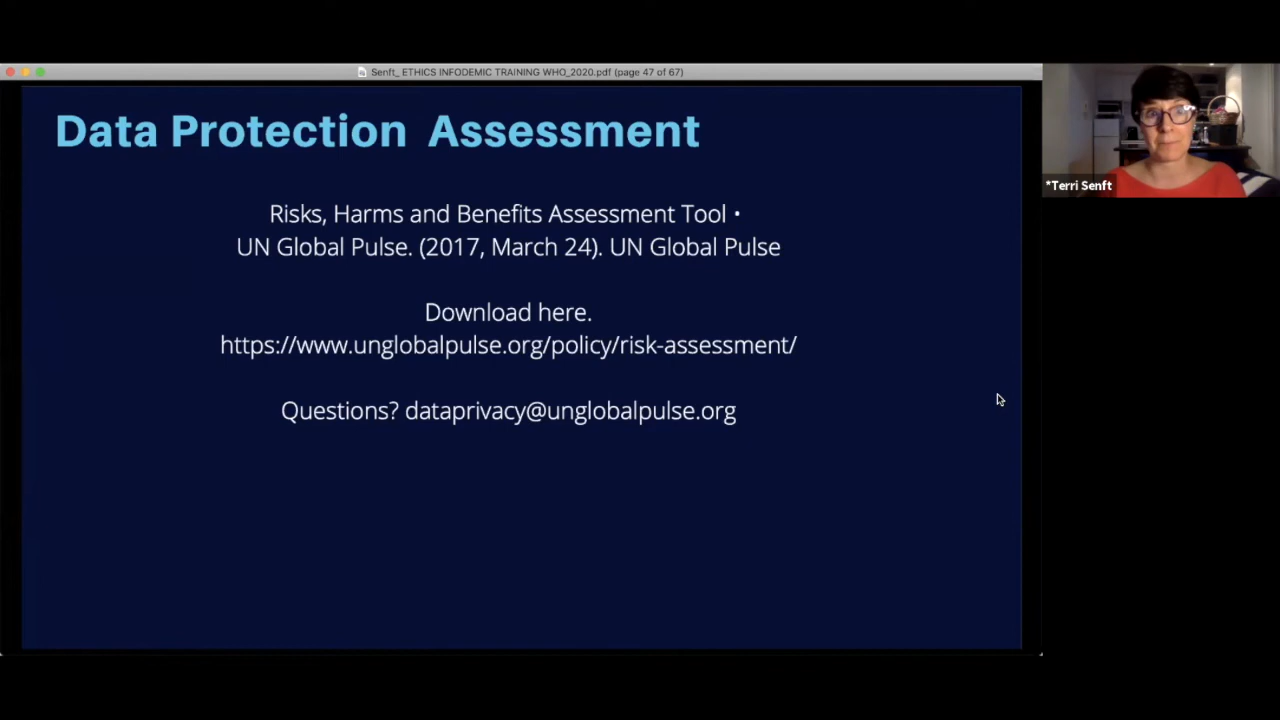 Senft_ ETHICS INFODEMIC TRAINING WHO_2020.pdf (page 47 of 67)
Data Protection Assessment
Risks, Harms and Benefits Assessment Tool •
UN Global Pulse. (2017, March 24). UN Global Pulse
Download here.
https://www.unglobalpulse.org/policy/risk-assessment/
Questions? dataprivacy@unglobalpulse.org
*Terri Senft